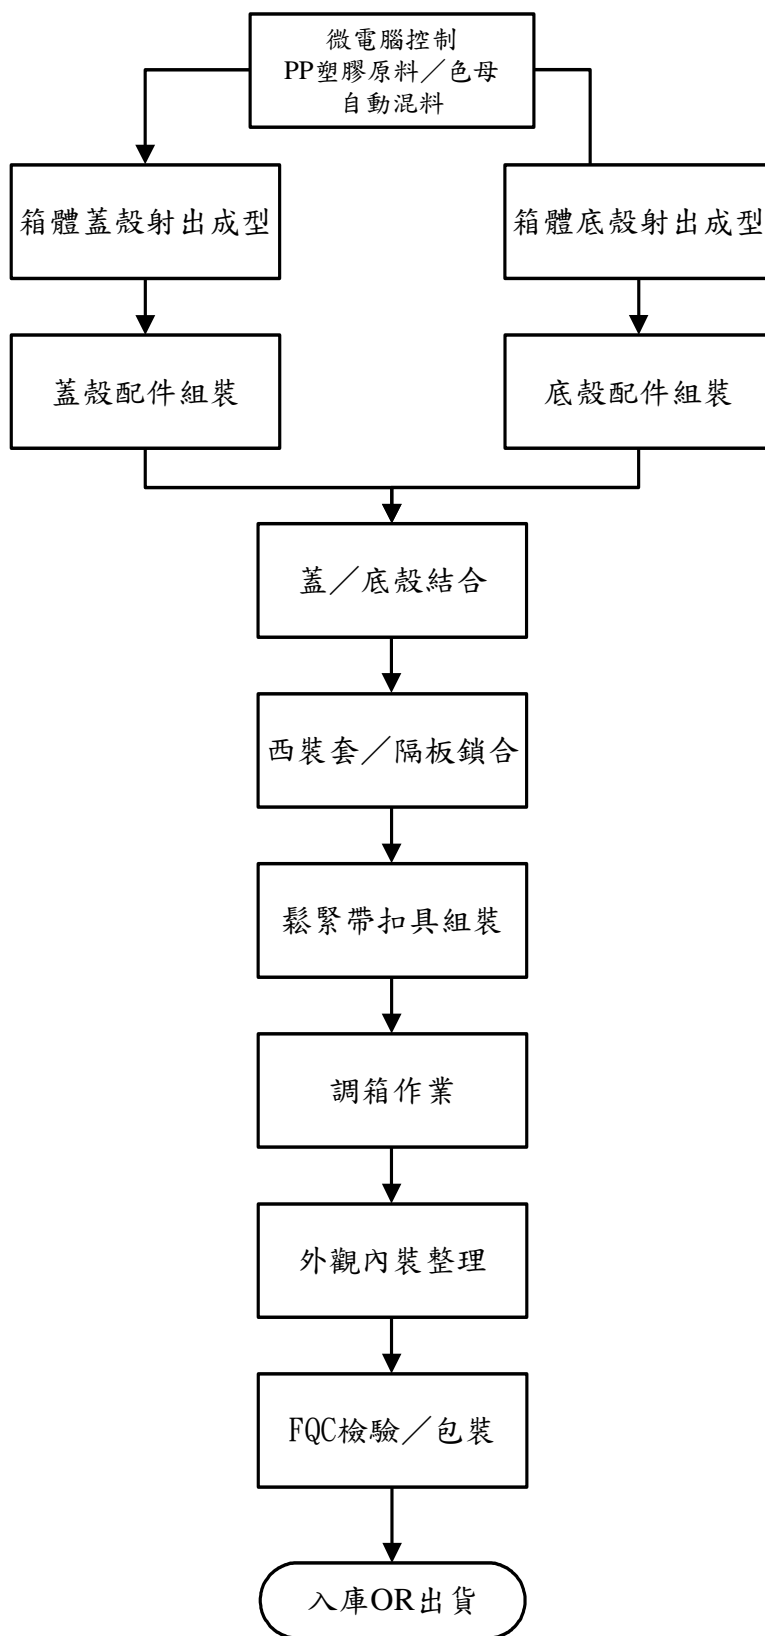 微電腦控制
PP塑膠原料／色母
自動混料
箱體蓋殼射出成型
箱體底殼射出成型
蓋殼配件組裝
底殼配件組裝
蓋／底殼結合
西裝套／隔板鎖合
鬆緊帶扣具組裝
調箱作業
外觀內裝整理
FQC檢驗／包裝
入庫OR出貨